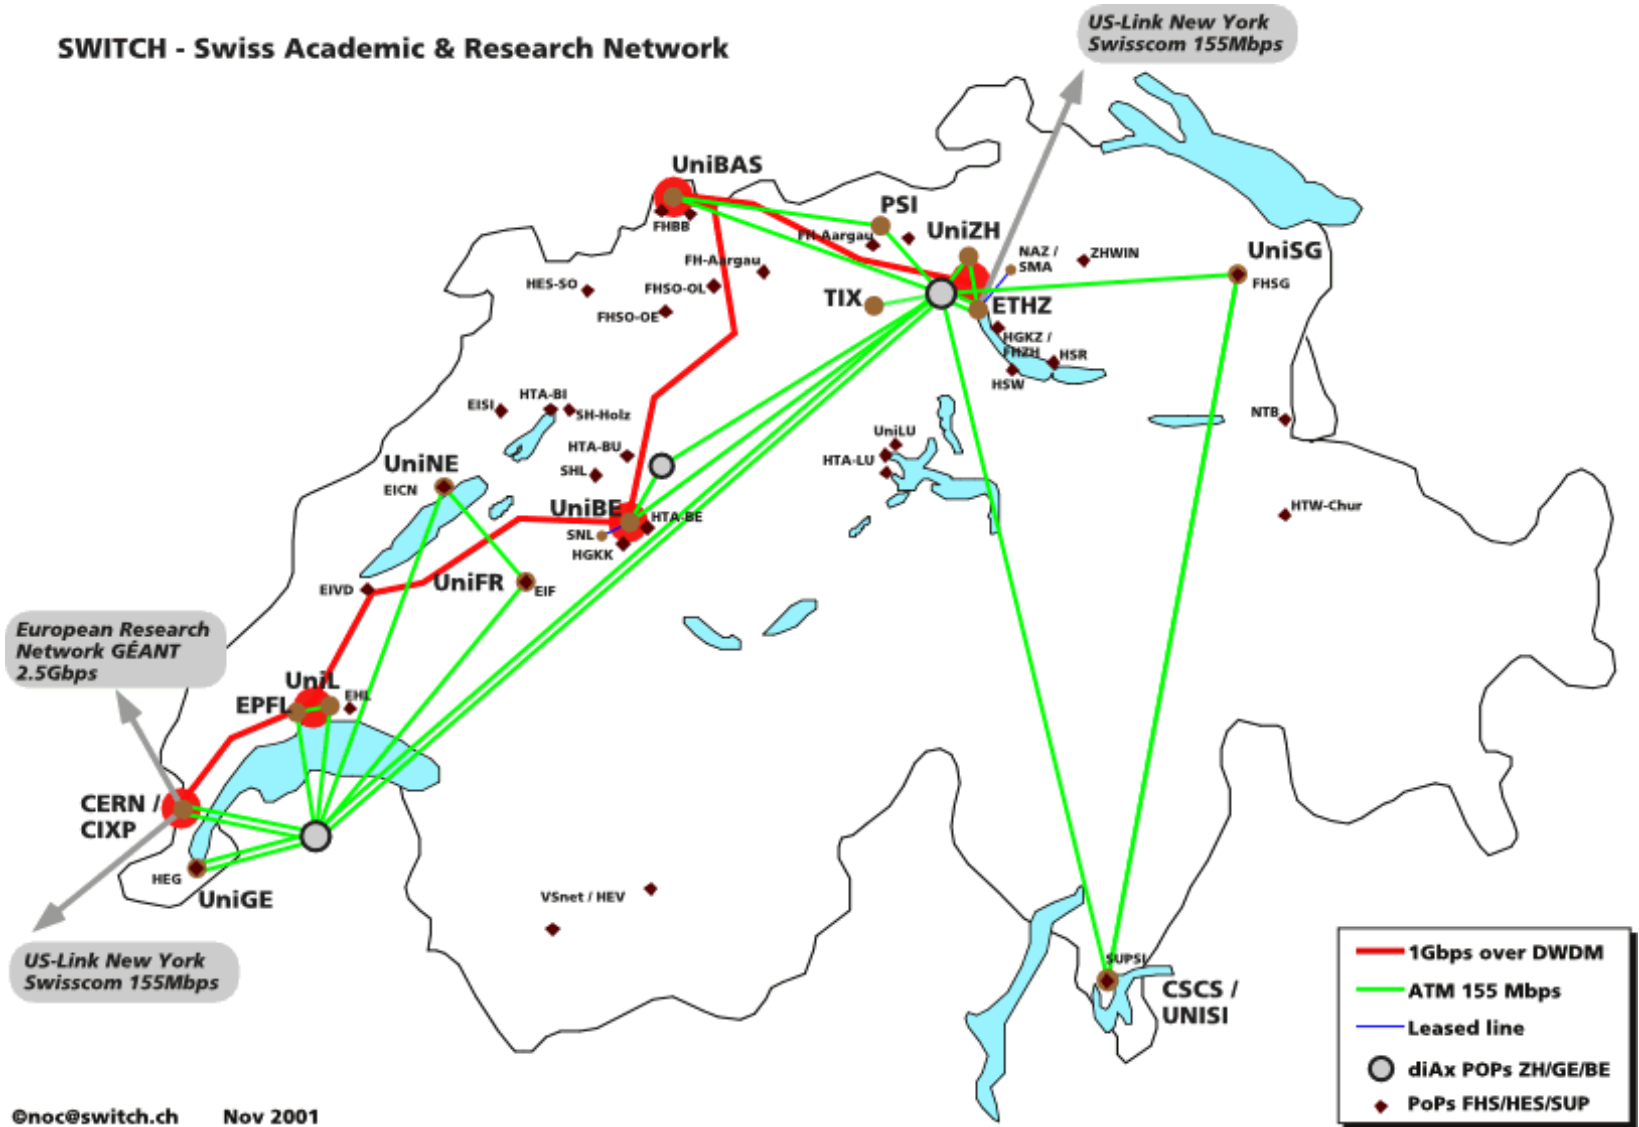 US-Link New York
Swisscom 155Mbps
SWITCH - Swiss Academic & Research Network
UniBAS
FHBB
PSI
FH-Aargau
UniZH
NAZ /
SMA
ZHWIN
UniSG
FHSG
FH-Aargau
HES-SO
FHSO-OL
FHSO-OE
TIX
ETHZ
HGKZ /
FHZH
HSR
HSW
EISI
HTA-BI
SH-Holz
NTB
HTA-BU
SHL
UniLU
HTA-LU
UniNE
EICN
UniBE
HTA-BE
SNL
HGKK
HTW-Chur
EIVD
UniFR
EIF
European Research
Network GÉANT
2.5Gbps
UniL
EHL
EPFL
CERN /
CIXP
HEG
UniGE
VSnet / HEV
US-Link New York
Swisscom 155Mbps
SUPSI
CSCS /
UNISI
1Gbps over DWDM
ATM 155 Mbps
Leased line
diAx POPs ZH/GE/BE
PoPs FHS/HES/SUP
©noc@switch.ch Nov 2001